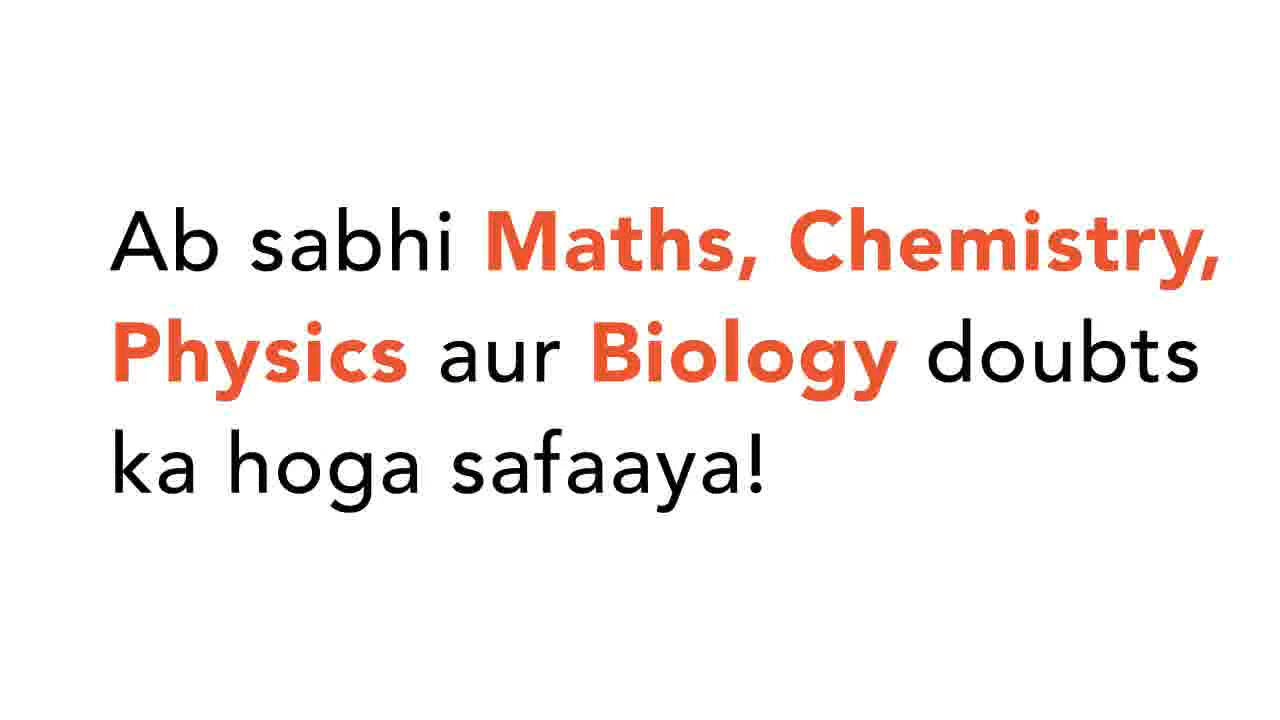 Ab sabhi Maths, Chemistry,
Physics aur Biology doubts
ka hoga safaaya!